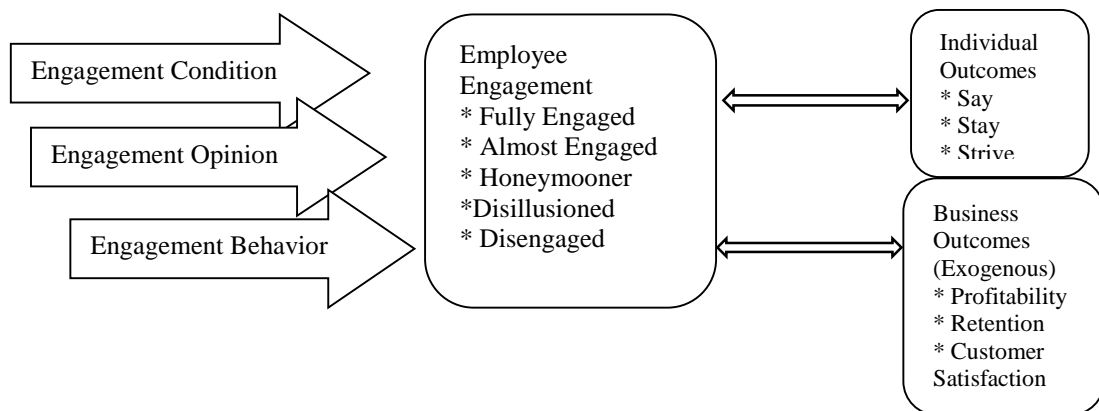 Engagement Condition
Engagement Opinion
Engagement Behavior
Employee
Engagement
* Fully Engaged
* Almost Engaged
* Honeymooner
*Disillusioned
* Disengaged
Individual
Outcomes
* Say
* Stay
* Strive
Business
Outcomes
(Exogenous)
* Profitability
* Retention
* Customer
Satisfaction